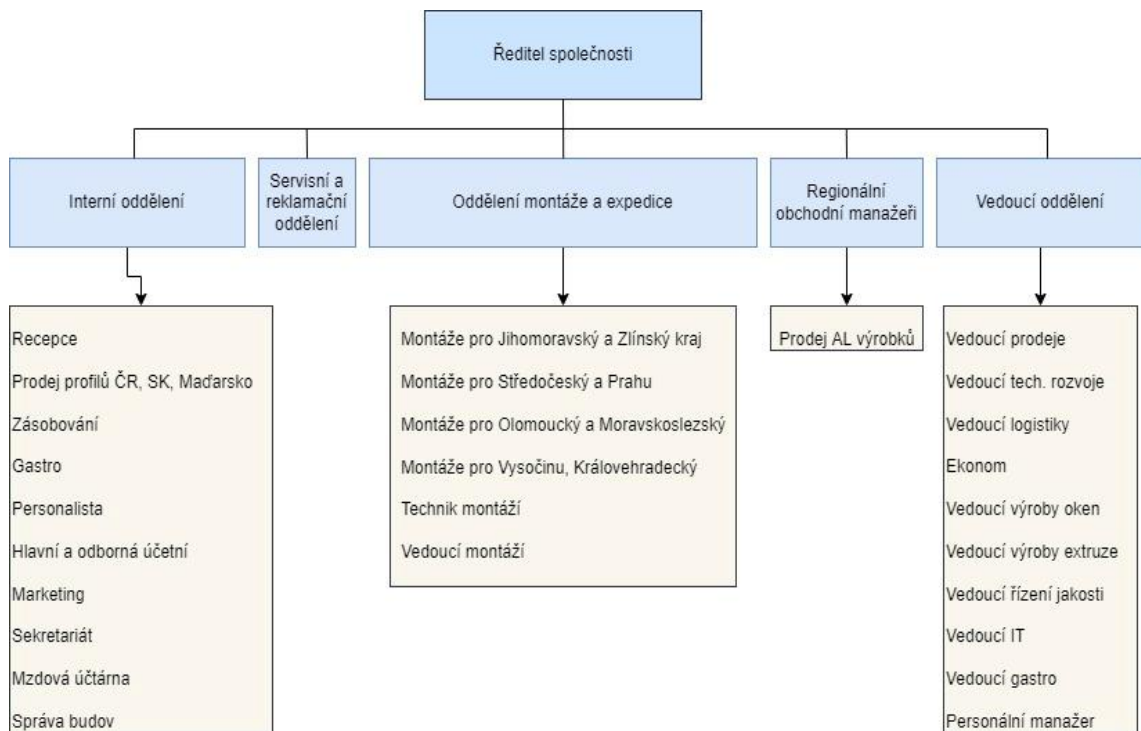 Ředitel společnosti
Interní oddělení
Servisní a
reklamační
oddělení
Oddělení montáže a expedice
Regionální
obchodní manažeři
Vedoucí oddělení
Recepce
Prodej profilů ČR, SK, Maďarsko
Zásobování
Gastro
Personalista
Hlavní a odborná účetní
Marketing
Sekretariát
Mzdová účtárna
Správa budov
Montáže pro Jihomoravský a Zlínský kraj
Montáže pro Středočeský a Prahu
Montáže pro Olomoucký a Moravskoslezský
Montáže pro Vysočinu, Královehradecký
Technik montáží
Vedoucí montáží
Prodej AL výrobků
Vedoucí prodeje
Vedoucí tech. rozvoje
Vedoucí logistiky
Ekonom
Vedoucí výroby oken
Vedoucí výroby extruze
Vedoucí řízení jakosti
Vedoucí IT
Vedoucí gastro
Personální manažer